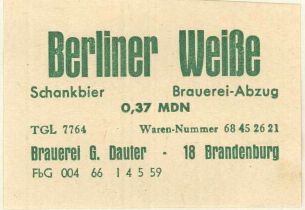 Berliner Weiße
Schankbier Brauerei-Abzug
0,37 MDN
TGL 7764 Waren-Nummer 68 45 26 21
Brauerei G. Dauter - 18 Brandenburg
FbG 004 66 1 4 5 59